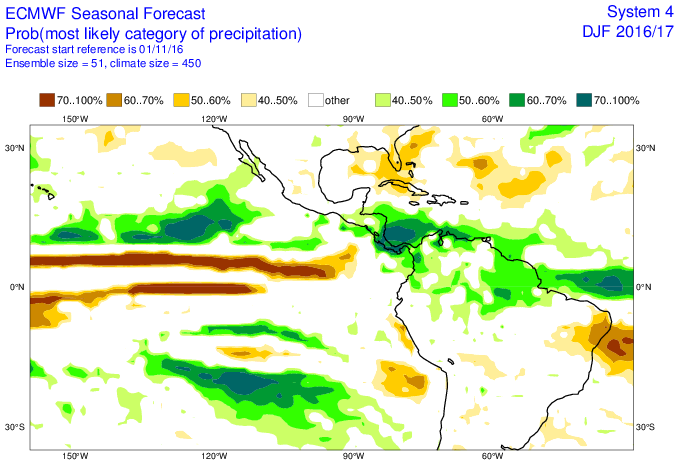 ECMWF Seasonal Forecast
System 4
Prob(most likely category of precipitation)
DJF 2016/17
Forecast start reference is 01/11/16
Ensemble size = 51, climate size = 450
70..100% 60..70% 50..60% 40..50% other 40..50% 50..60% 60..70% 70..100%
150°W 120°W 90°W 60°W
30°N 30°N
0°N 0°N
30°S 30°S
150°W 120°W 90°W 60°W